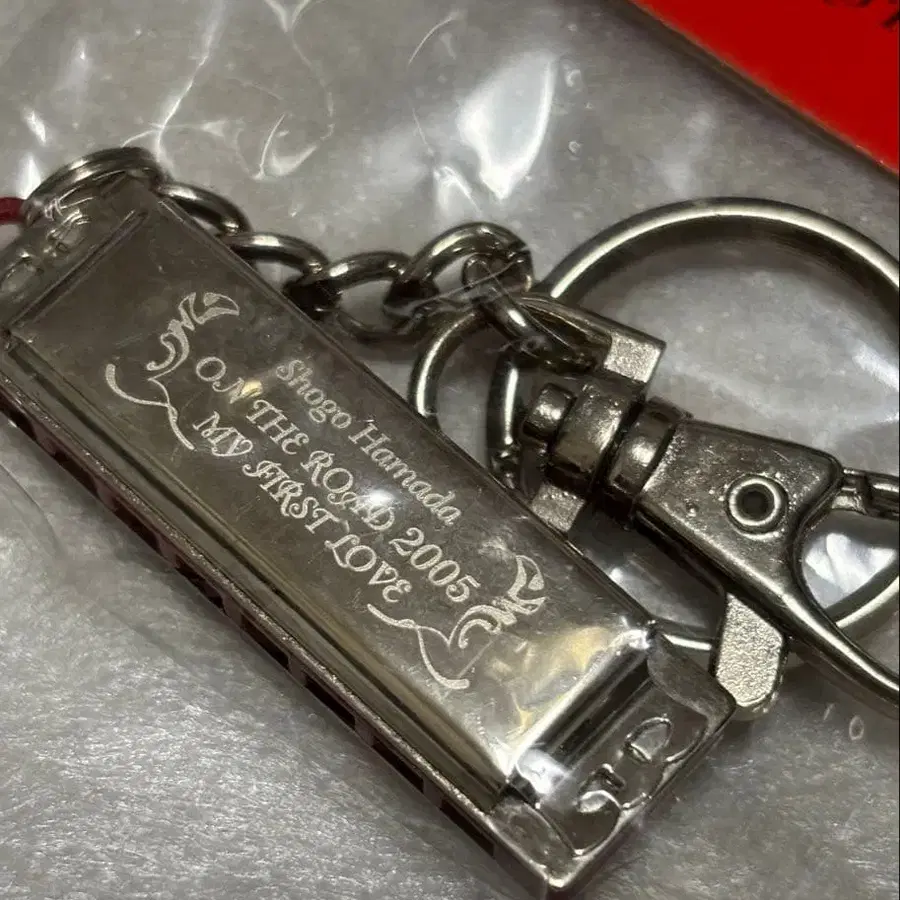 Shogo Hamada
ON THE ROAD 2005
MY FIRST LOVE